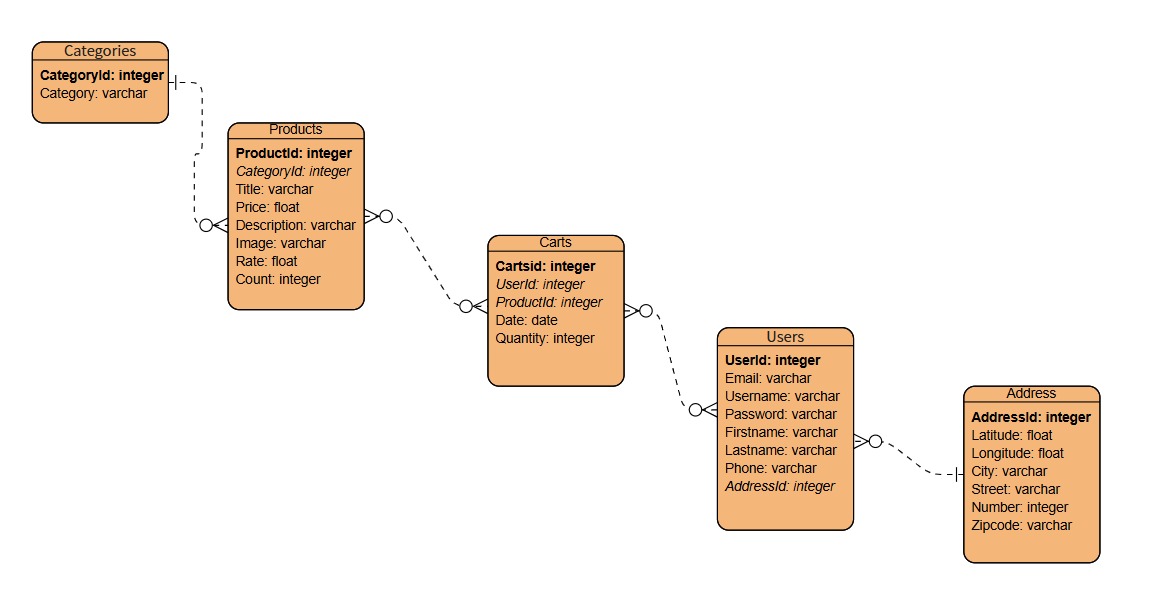 Categories
CategoryId: integer
Category: varchar
Products
ProductId: integer
CategoryId: integer
Title: varchar
Price: float
Description: varchar
Image: varchar
Rate: float
Count: integer
Carts
Cartsid: integer
UserId: integer
ProductId: integer
Date: date
Quantity: integer
Users
UserId: integer
Email: varchar
Username: varchar
Password: varchar
Firstname: varchar
Lastname: varchar
Phone: varchar
AddressId: integer
Address
AddressId: integer
Latitude: float
Longitude: float
City: varchar
Street: varchar
Number: integer
Zipcode: varchar